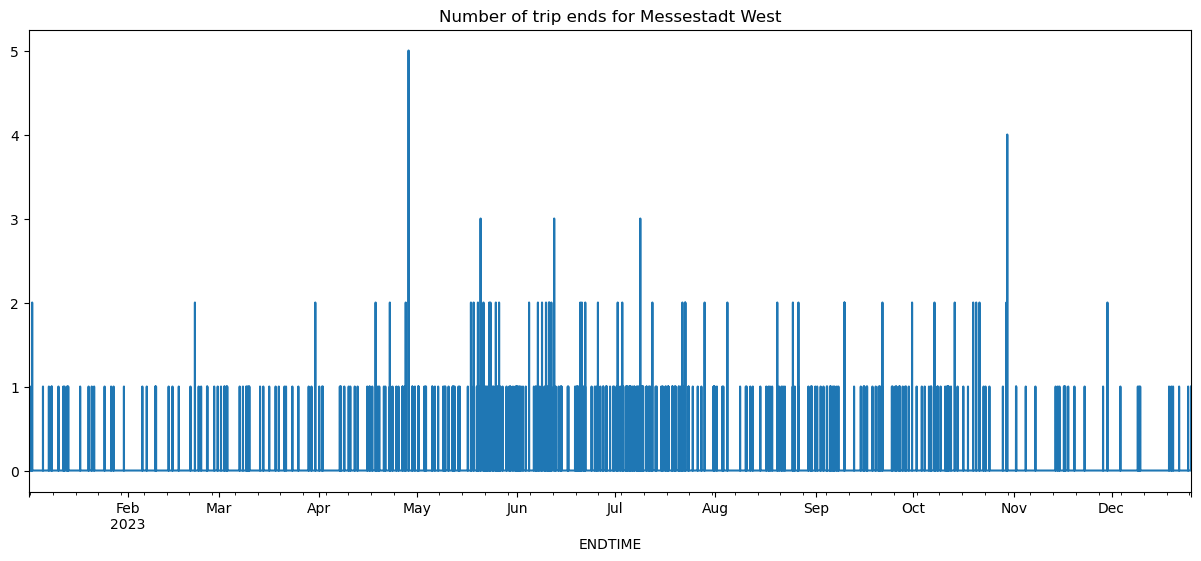 Number of trip ends for Messestadt West
5
4
3
2
1
0
Feb Mar Apr May Jun Jul Aug Sep Oct Nov Dec
2023
ENDTIME